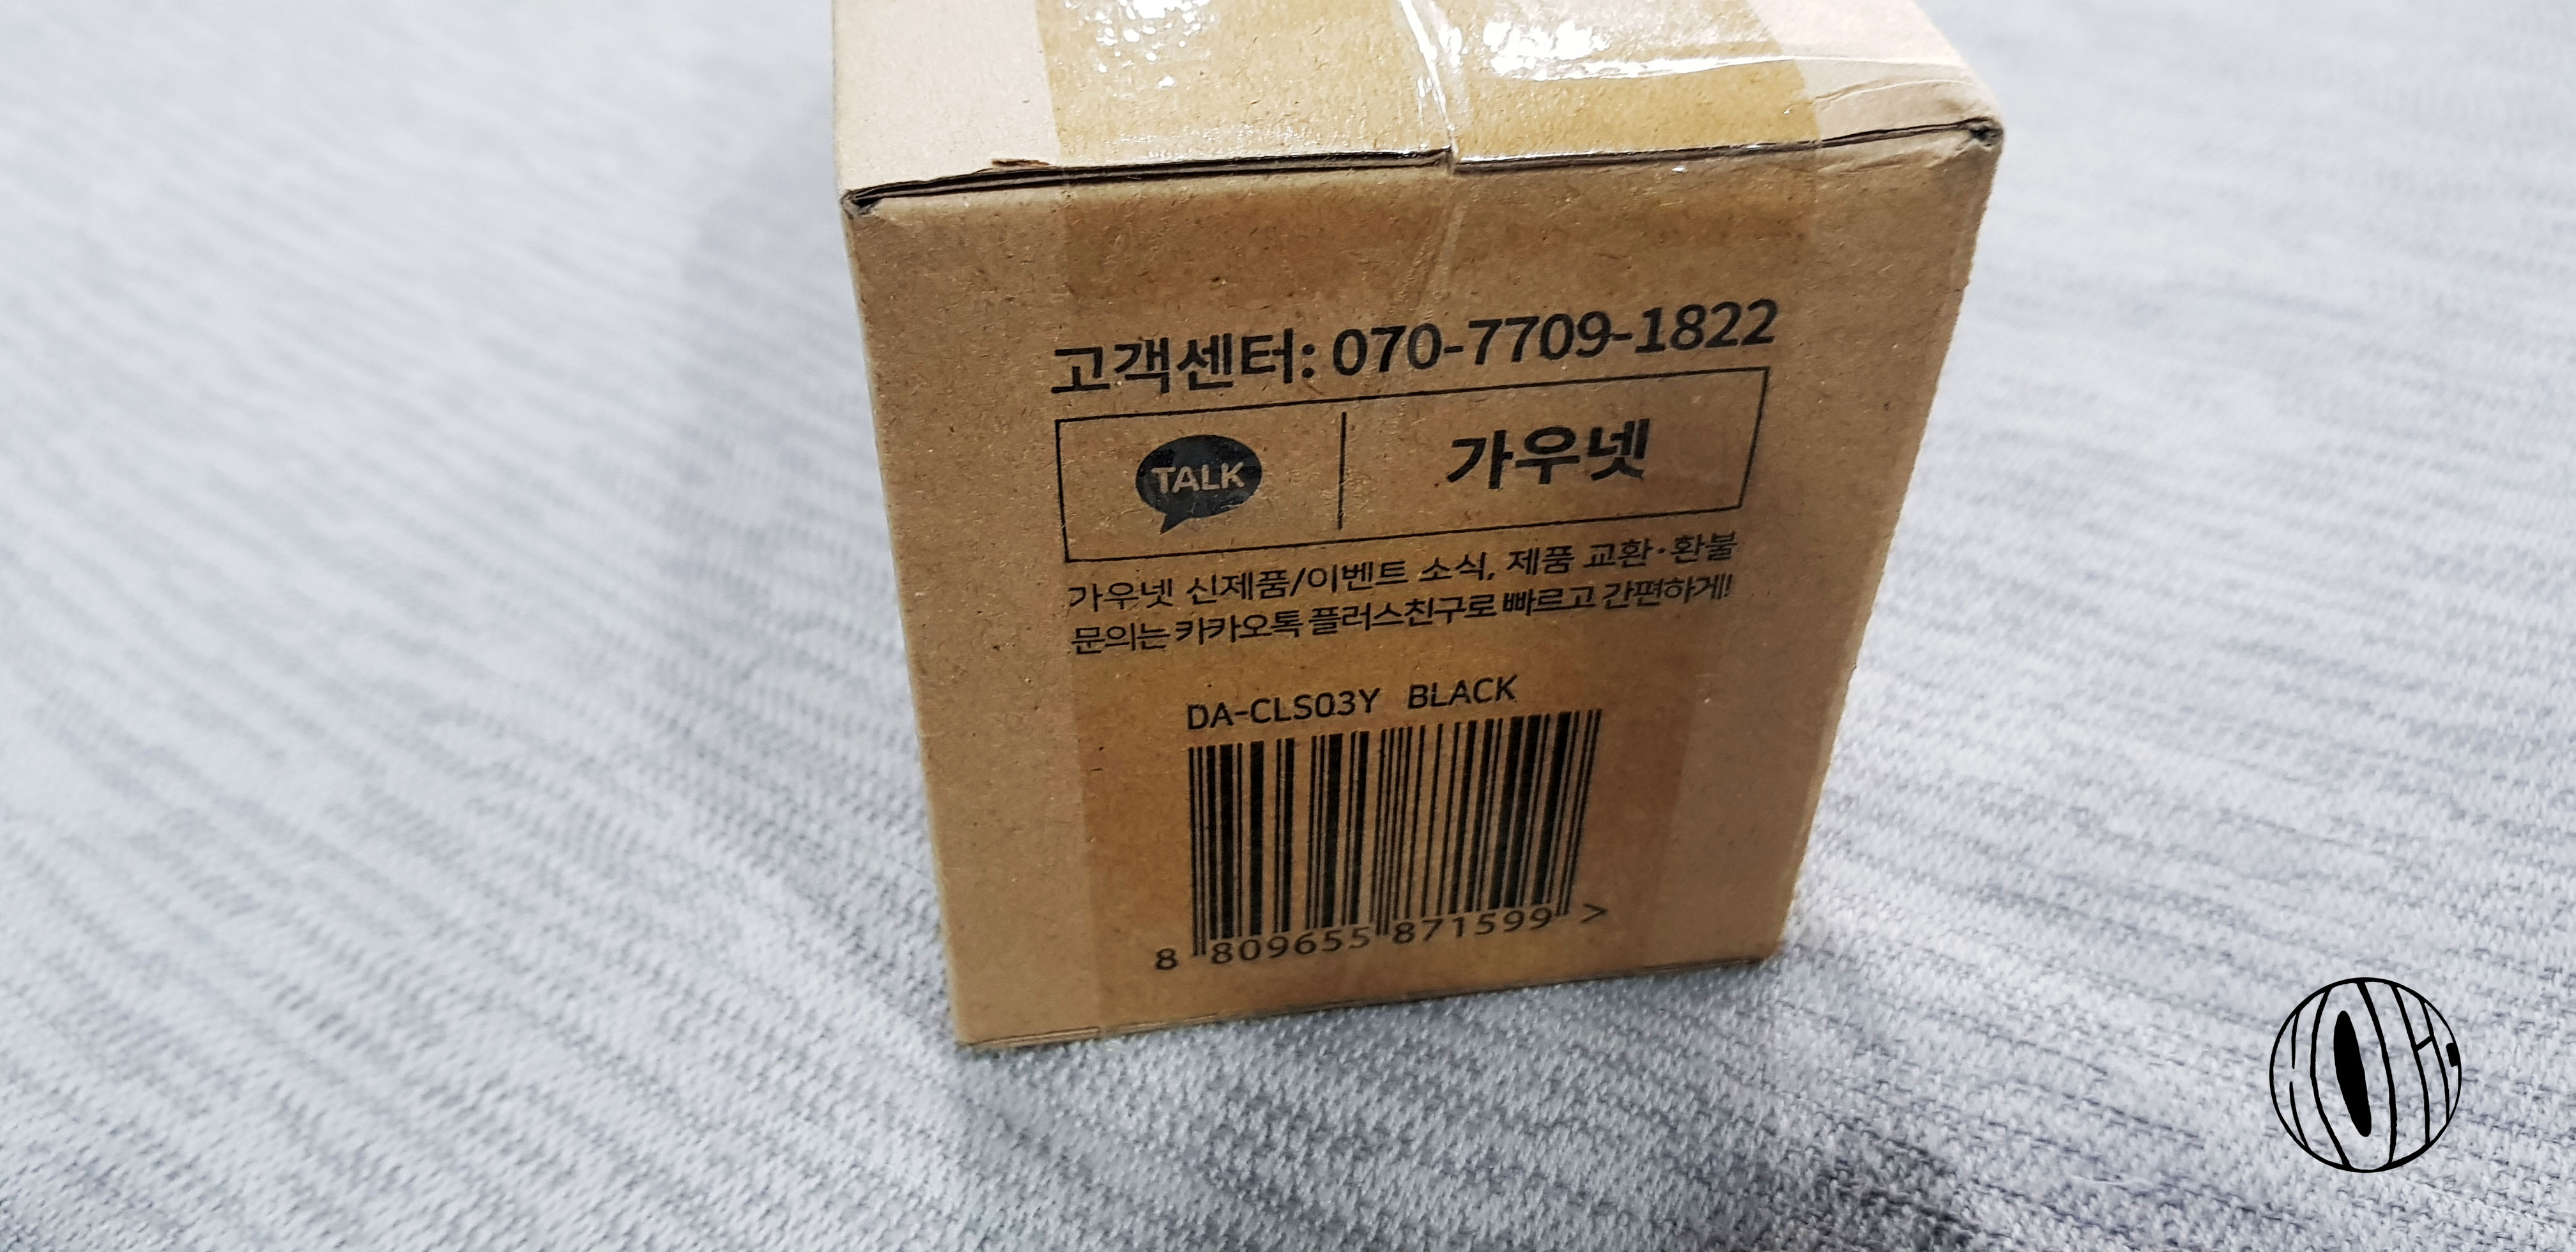 고객센터: 070-7709-1822
TALK 가우넷
가우넷 신제품/이벤트 소식, 제품 교환·환불
문의는 카카오톡 플러스친구로 빠르고 간편하게!
DA-CLS03Y BLACK
8 809655 871599 >